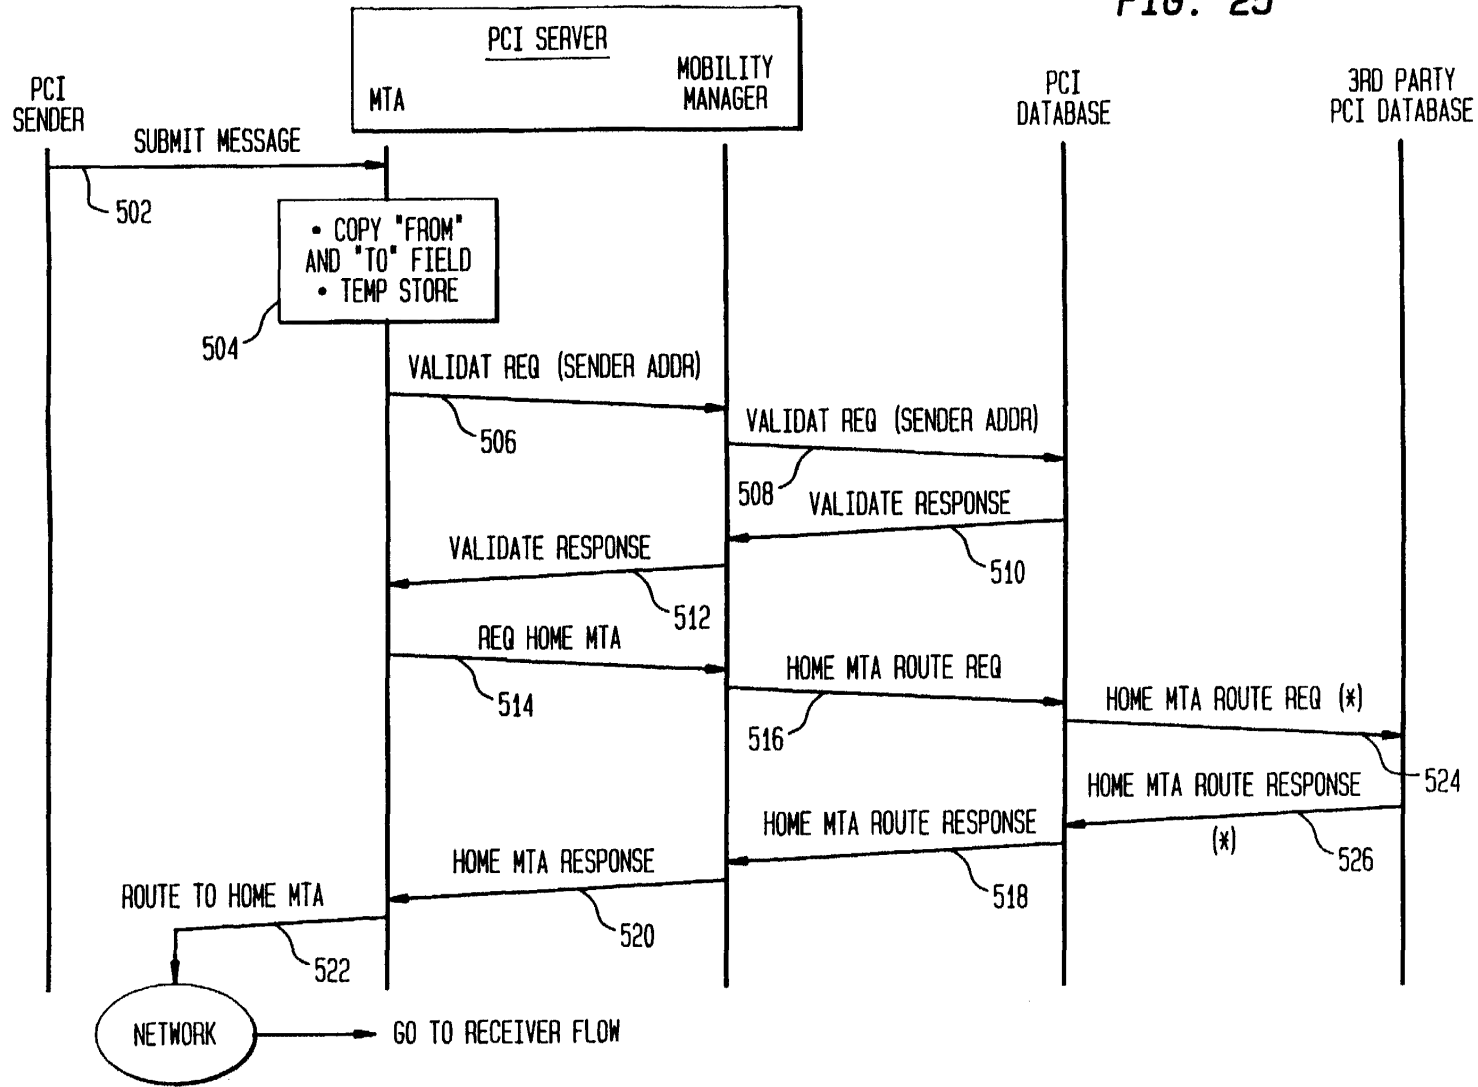 FIG. 25
PCI SERVER
PCI
SENDER
MTA
MOBILITY
MANAGER
PCI
DATABASE
3RD PARTY
PCI DATABASE
SUBMIT MESSAGE
502
• COPY "FROM"
AND "TO" FIELD
• TEMP STORE
504
VALIDAT REQ (SENDER ADDR)
506
VALIDAT REQ (SENDER ADDR)
508
VALIDATE RESPONSE
510
VALIDATE RESPONSE
512
REQ HOME MTA
514
HOME MTA ROUTE REQ
516
HOME MTA ROUTE REQ (*)
524
HOME MTA ROUTE RESPONSE
(*)
526
HOME MTA ROUTE RESPONSE
518
HOME MTA RESPONSE
520
ROUTE TO HOME MTA
522
NETWORK
GO TO RECEIVER FLOW